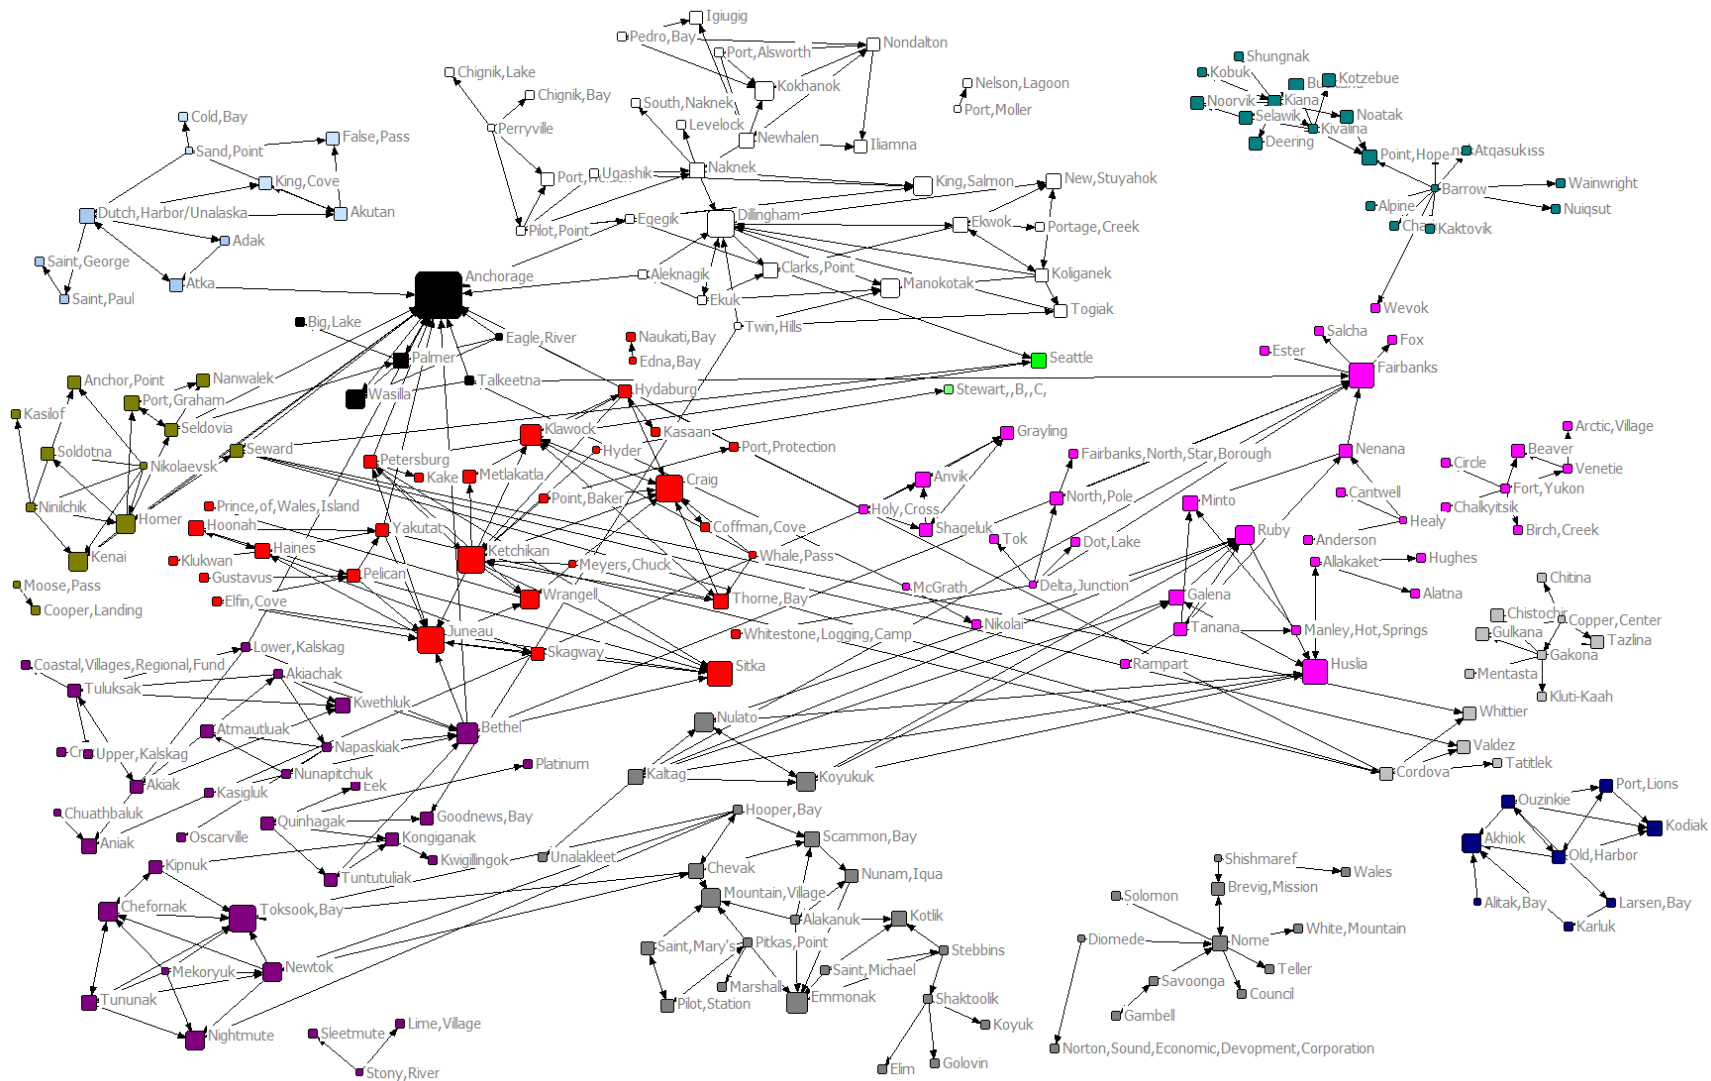 Igiugig
Pedro,Bay
Port,Alsworth
Nondalton
Kokhanok
Chignik,Lake
Chignik,Bay
South,Naknek
Levelock
Perryville
Newhalen
Iliamna
Nelson,Lagoon
Port,Moller
Shungnak
Kobuk
Kotzebue
Noorvik
Kiana
Selawik
Noatak
Kivalina
Deering
Point,Hope
Atqasuk
Barrow
Wainwright
Alpine
Nuiqsut
Kaktovik
Wevok
Cold,Bay
False,Pass
Sand,Point
King,Cove
Dutch,Harbor/Unalaska
Akutan
Adak
Saint,George
Atka
Saint,Paul
Naknek
Ugashik
King,Salmon
New,Stuyahok
Pilot,Point
Egegik
Dillingham
Ekwok
Portage,Creek
Anchorage
Aleknagik
Clarks,Point
Manokotak
Koliganek
Ekuk
Togiak
Twin,Hills
Big,Lake
Eagle,River
Naukati,Bay
Edna,Bay
Palmer
Talkeetna
Wasilla
Seattle
Stewart,,B,,C,
Salcha
Fox
Ester
Fairbanks
Anchor,Point
Nanwalek
Port,Graham
Kasilof
Seldovia
Soldotna
Seward
Nikolaevsk
Ninilchik
Homer
Kenai
Moose,Pass
Cooper,Landing
Hydaburg
Klawock
Kasaan
Hyder
Port,Protection
Petersburg
Kake
Metlakatla
Craig
Point,Baker
Prince,of,Wales,Island
Hoonah
Yakutat
Coffman,Cove
Haines
Ketchikan
Whale,Pass
Klukwan
Gustavus
Pelican
Meyers,Chuck
Elfin,Cove
Wrangell
Thorne,Bay
Juneau
Whitestone,Logging,Camp
Skagway
Sitka
Grayling
Fairbanks,North,Star,Borough
Anvik
North,Pole
Holy,Cross
Shageluk
Tok
Dot,Lake
McGrath
Delta,Junction
Nikolai
Nenana
Minto
Cantwell
Ruby
Healy
Anderson
Allakaket
Hughes
Alatna
Galena
Tanana
Manley,Hot,Springs
Rampart
Huslia
Arctic,Village
Beaver
Circle
Venetie
Fort,Yukon
Chalkyitsik
Birch,Creek
Chitina
Chistochin
Copper,Center
Gulkana
Tazlina
Gakona
Mentasta
Kluti-Kaah
Whittier
Valdez
Tatitlek
Cordova
Lower,Kalskag
Coastal,Villages,Regional,Fund
Akiachak
Tuluksak
Kwethluk
Atmautluak
Bethel
Napaskiak
Upper,Kalskag
Nunapitchuk
Platinum
Akiak
Kasigluk
Eek
Chuathbaluk
Quinhagak
Goodnews,Bay
Oscarville
Kongiganak
Aniak
Kwigillingok
Kipnuk
Tuntutuliak
Chefornak
Toksook,Bay
Mekoryuk
Newtok
Tununak
Nightmute
Sleetmute
Lime,Village
Stony,River
Nulato
Kaltag
Koyukuk
Hooper,Bay
Unalakleet
Scammon,Bay
Chevak
Nunam,Iqua
Mountain,Village
Alakanuk
Kotlik
Saint,Mary's
Pitkas,Point
Stebbins
Saint,Michael
Marshall
Pilot,Station
Emmonak
Shaktoolik
Koyuk
Elim
Golovin
Shishmaref
Wales
Brevig,Mission
Solomon
White,Mountain
Diomede
Nome
Teller
Savoonga
Council
Gambell
Norton,Sound,Economic,Devopment,Corporation
Port,Lions
Ouzinkie
Kodiak
Akhiok
Old,Harbor
Alitak,Bay
Larsen,Bay
Karluk